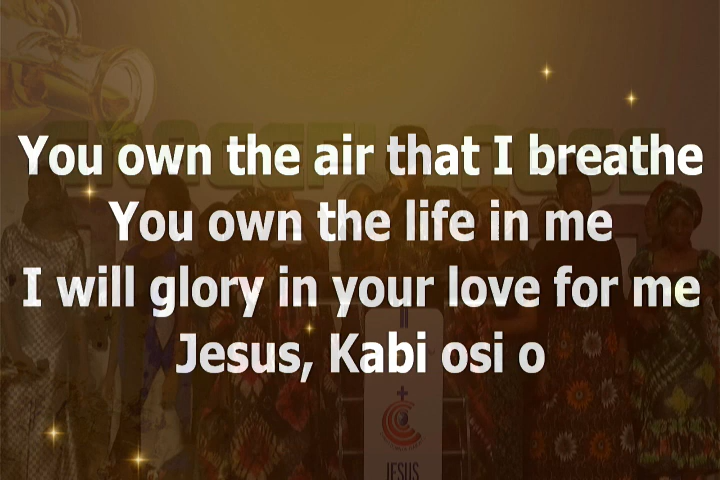 You own the air that I breathe
You own the life in me
I will glory in your love for me
Jesus, Kabi osi o
JESUS